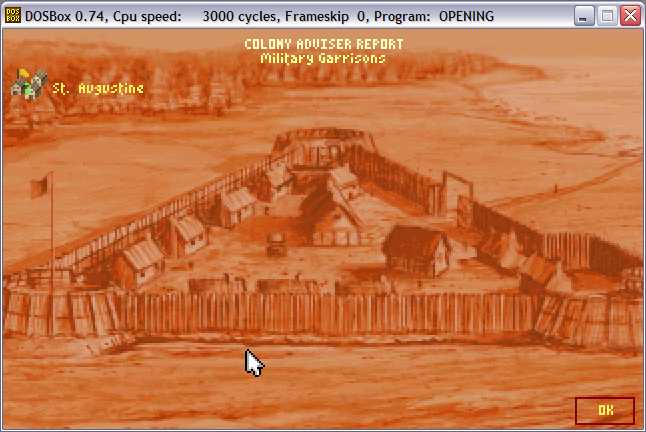 DOSBox 0.74, Cpu speed: 3000 cycles, Frameskip 0, Program: OPENING
COLONY ADVISER REPORT
Military Garrisons
St. Augustine
OK